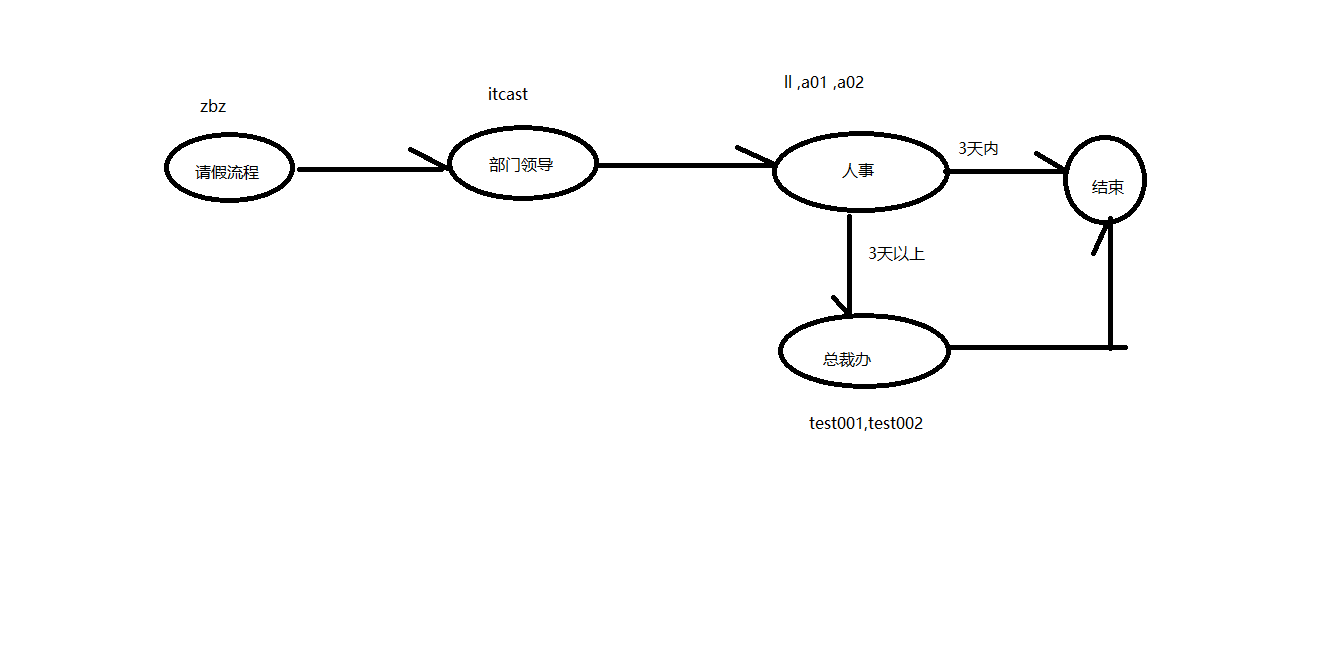 zbz
itcast
ll ,a01 ,a02
请假流程
部门领导
人事
3天内
结束
3天以上
总裁办
test001,test002